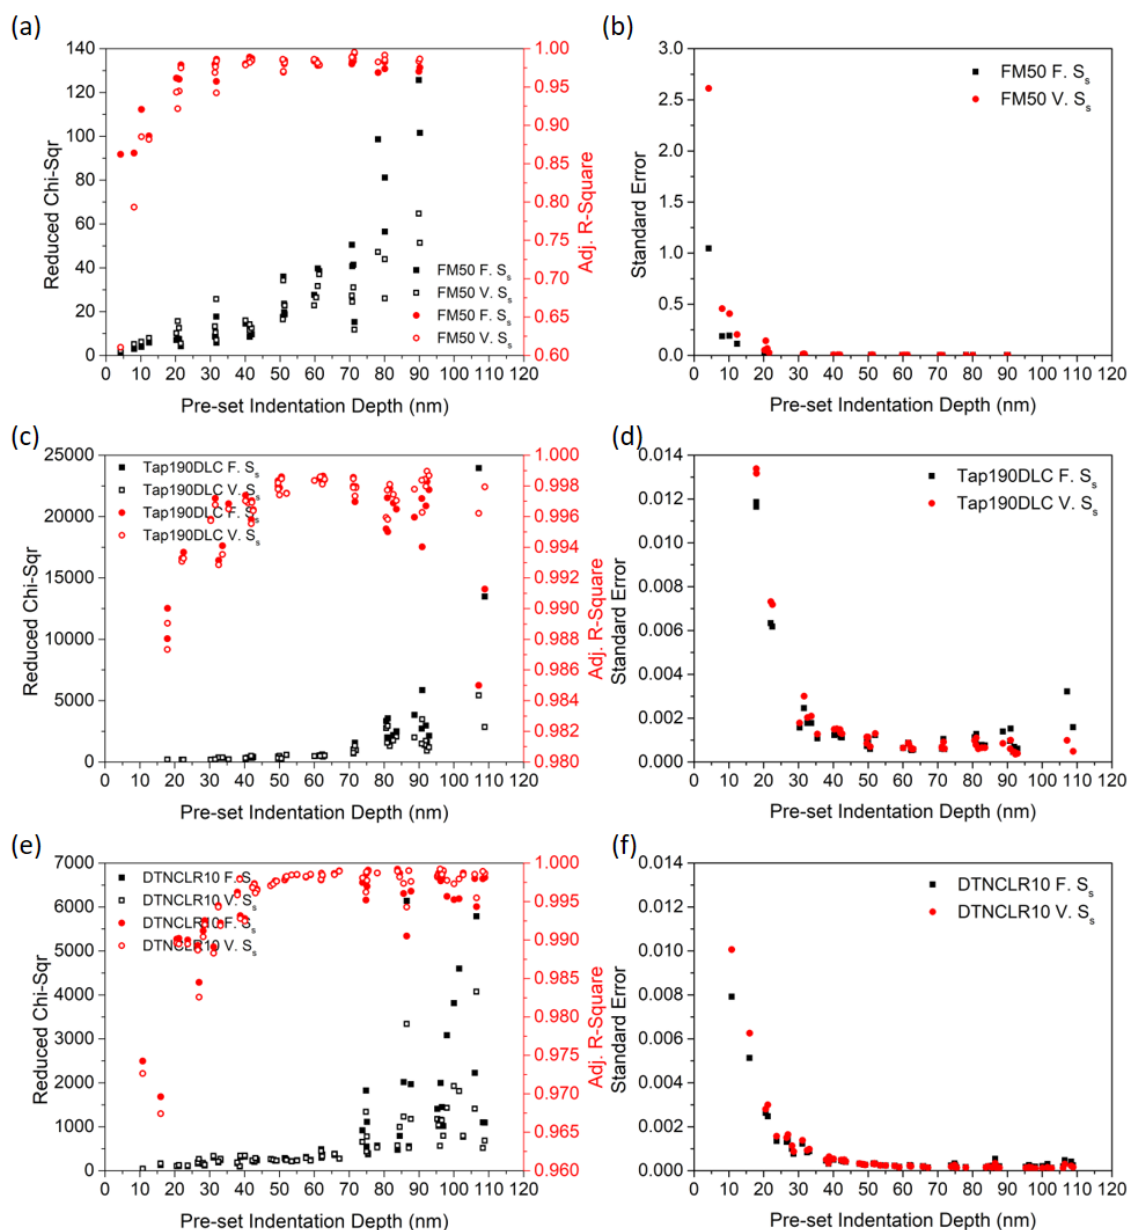 (a)
140
120
100
80
60
40
20
0
Reduced Chi-Sqr
1.00
0.95
0.90
0.85
0.80
0.75
0.70
0.65
0.60
Adj. R-Square
FM50 F. Ss
FM50 V. Ss
FM50 F. Ss
FM50 V. Ss
0 10 20 30 40 50 60 70 80 90 100 110 120
Pre-set Indentation Depth (nm)
(b)
3.0
2.5
2.0
1.5
1.0
0.5
0.0
Standard Error
FM50 F. Ss
FM50 V. Ss
0 10 20 30 40 50 60 70 80 90 100 110 120
Pre-set Indentation Depth (nm)
(c)
25000
20000
15000
10000
5000
0
Reduced Chi-Sqr
Tap190DLC F. Ss
Tap190DLC V. Ss
Tap190DLC F. Ss
Tap190DLC V. Ss
1.000
0.998
0.996
0.994
0.992
0.990
0.988
0.986
0.984
0.982
0.980
Adj. R-Square
0 10 20 30 40 50 60 70 80 90 100 110 120
Pre-set Indentation Depth (nm)
(d)
0.014
0.012
0.010
0.008
0.006
0.004
0.002
0.000
Standard Error
Tap190DLC F. Ss
Tap190DLC V. Ss
0 10 20 30 40 50 60 70 80 90 100 110 120
Pre-set Indentation Depth (nm)
(e)
7000
6000
5000
4000
3000
2000
1000
0
Reduced Chi-Sqr
DTNCLR10 F. Ss
DTNCLR10 V. Ss
DTNCLR10 F. Ss
DTNCLR10 V. Ss
1.000
0.995
0.990
0.985
0.980
0.975
0.970
0.965
0.960
Adj. R-Square
0 10 20 30 40 50 60 70 80 90 100 110 120
Pre-set Indentation Depth (nm)
(f)
0.014
0.012
0.010
0.008
0.006
0.004
0.002
0.000
Standard Error
DTNCLR10 F. Ss
DTNCLR10 V. Ss
0 10 20 30 40 50 60 70 80 90 100 110 120
Pre-set Indentation Depth (nm)